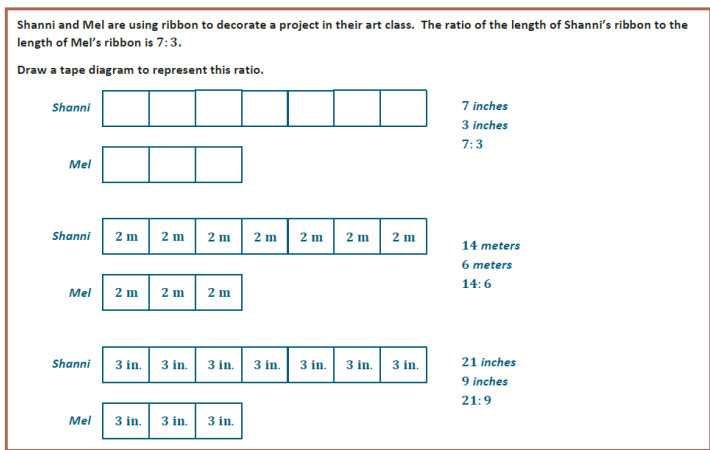 Shanni and Mel are using ribbon to decorate a project in their art class.  The ratio of the length of Shanni’s ribbon to the
length of Mel’s ribbon is 7: 3.
Draw a tape diagram to represent this ratio.
Shanni
7 inches
3 inches
7: 3
Mel
Shanni 2 m 2 m 2 m 2 m 2 m 2 m 2 m
14 meters
6 meters
14: 6
Mel 2 m 2 m 2 m
Shanni 3 in. 3 in. 3 in. 3 in. 3 in. 3 in. 3 in.
21 inches
9 inches
21: 9
Mel 3 in. 3 in. 3 in.